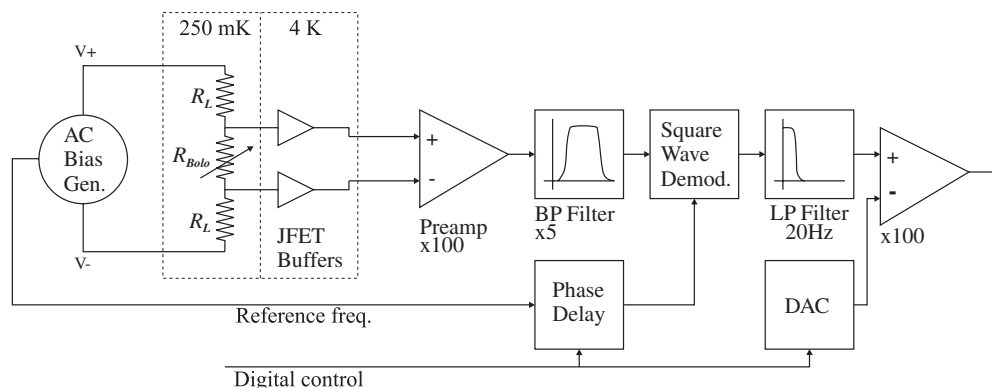 250 mK
4 K
V+
R_L
AC
Bias
Gen.
R_Bolo
R_L
V-
JFET
Buffers
+
-
Preamp
x100
BP Filter
x5
Square
Wave
Demod.
LP Filter
20Hz
+
-
x100
Phase
Delay
DAC
Reference freq.
Digital control